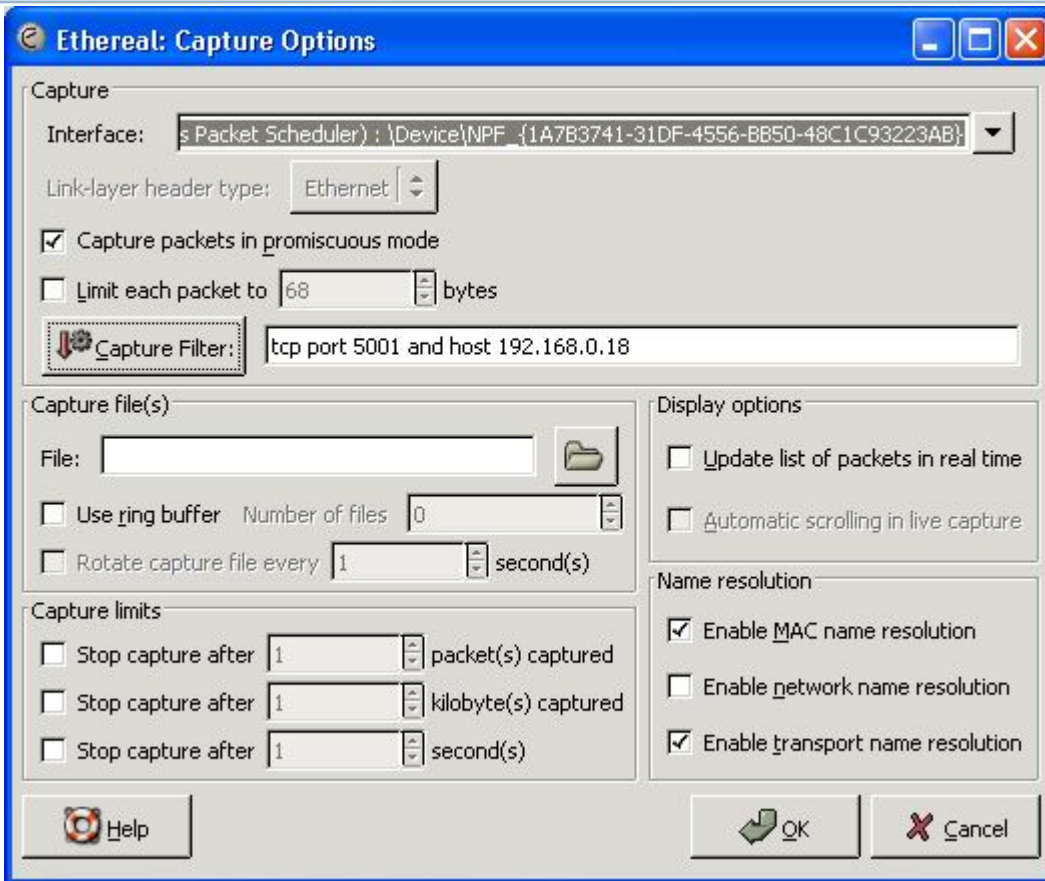 Ethereal: Capture Options
Capture
Interface: s Packet Scheduler) : \Device\NPF_{1A7B3741-31DF-4556-BB50-48C1C93223AB}
Link-layer header type: Ethernet
Capture packets in promiscuous mode
Limit each packet to 68 bytes
Capture Filter: tcp port 5001 and host 192.168.0.18
Capture file(s)
File:
Use ring buffer Number of files 0
Rotate capture file every 1 second(s)
Capture limits
Stop capture after 1 packet(s) captured
Stop capture after 1 kilobyte(s) captured
Stop capture after 1 second(s)
Display options
Update list of packets in real time
Automatic scrolling in live capture
Name resolution
Enable MAC name resolution
Enable network name resolution
Enable transport name resolution
Help
OK
Cancel